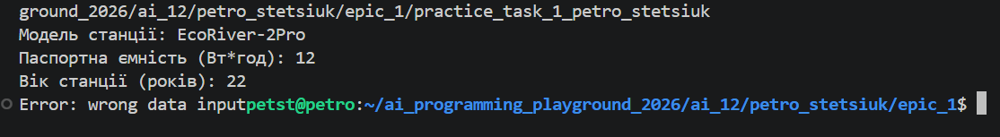 ground_2026/ai_12/petro_stetsiuk/epic_1/practice_task_1_petro_stetsiuk
Модель станції: EcoRiver-2Pro
Паспортна ємність (Вт*год): 12
Вік станції (років): 22
Error: wrong data inputpetst@petro:~/ai_programming_playground_2026/ai_12/petro_stetsiuk/epic_1$